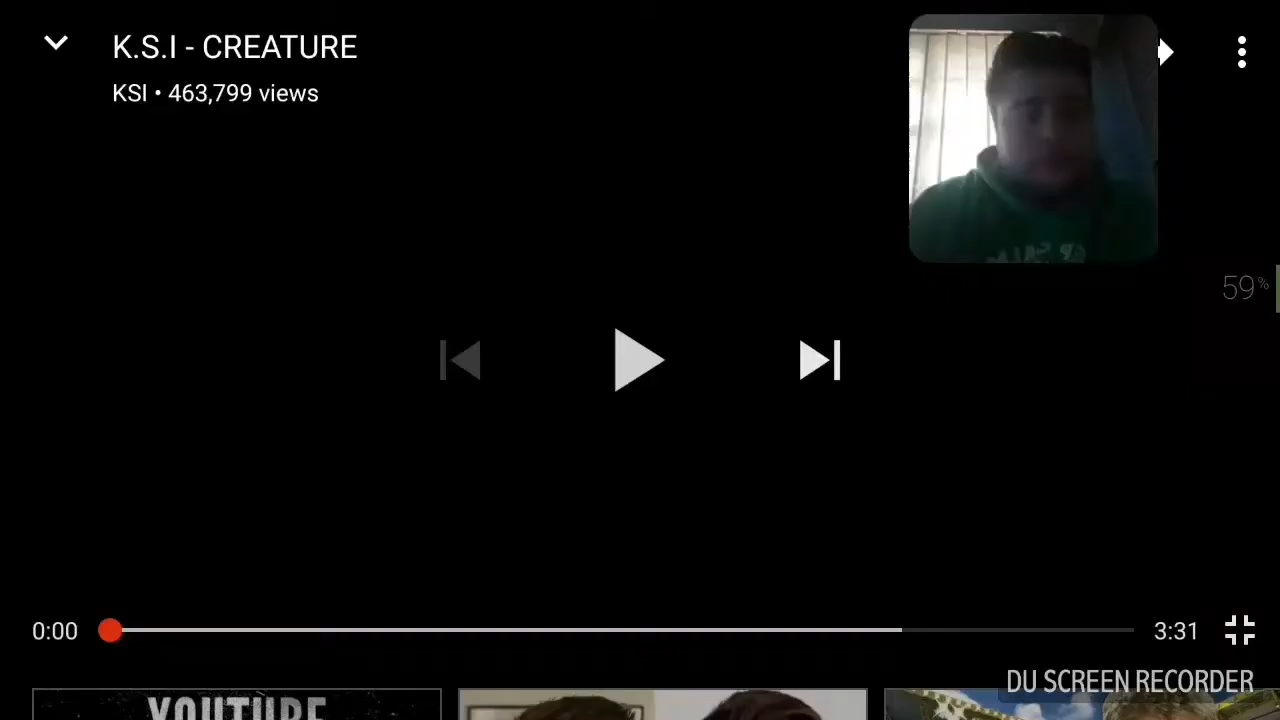 K.S.I - CREATURE
KSI • 463,799 views
59%
0:00
3:31
DU SCREEN RECORDER
YOUTUBE